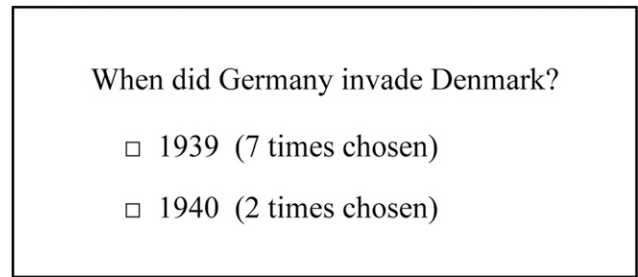 When did Germany invade Denmark?
□ 1939 (7 times chosen)
□ 1940 (2 times chosen)